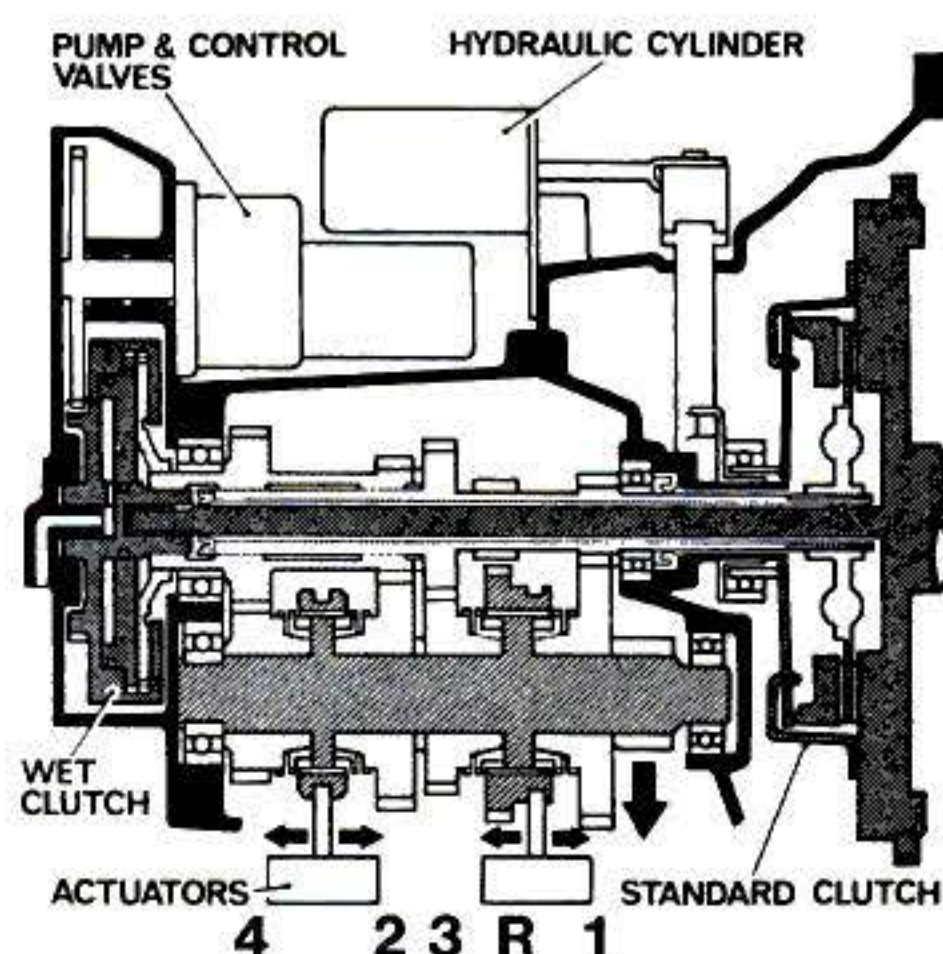 PUMP & CONTROL
VALVES
HYDRAULIC CYLINDER
WET
CLUTCH
ACTUATORS
STANDARD CLUTCH
4 2 3 R 1